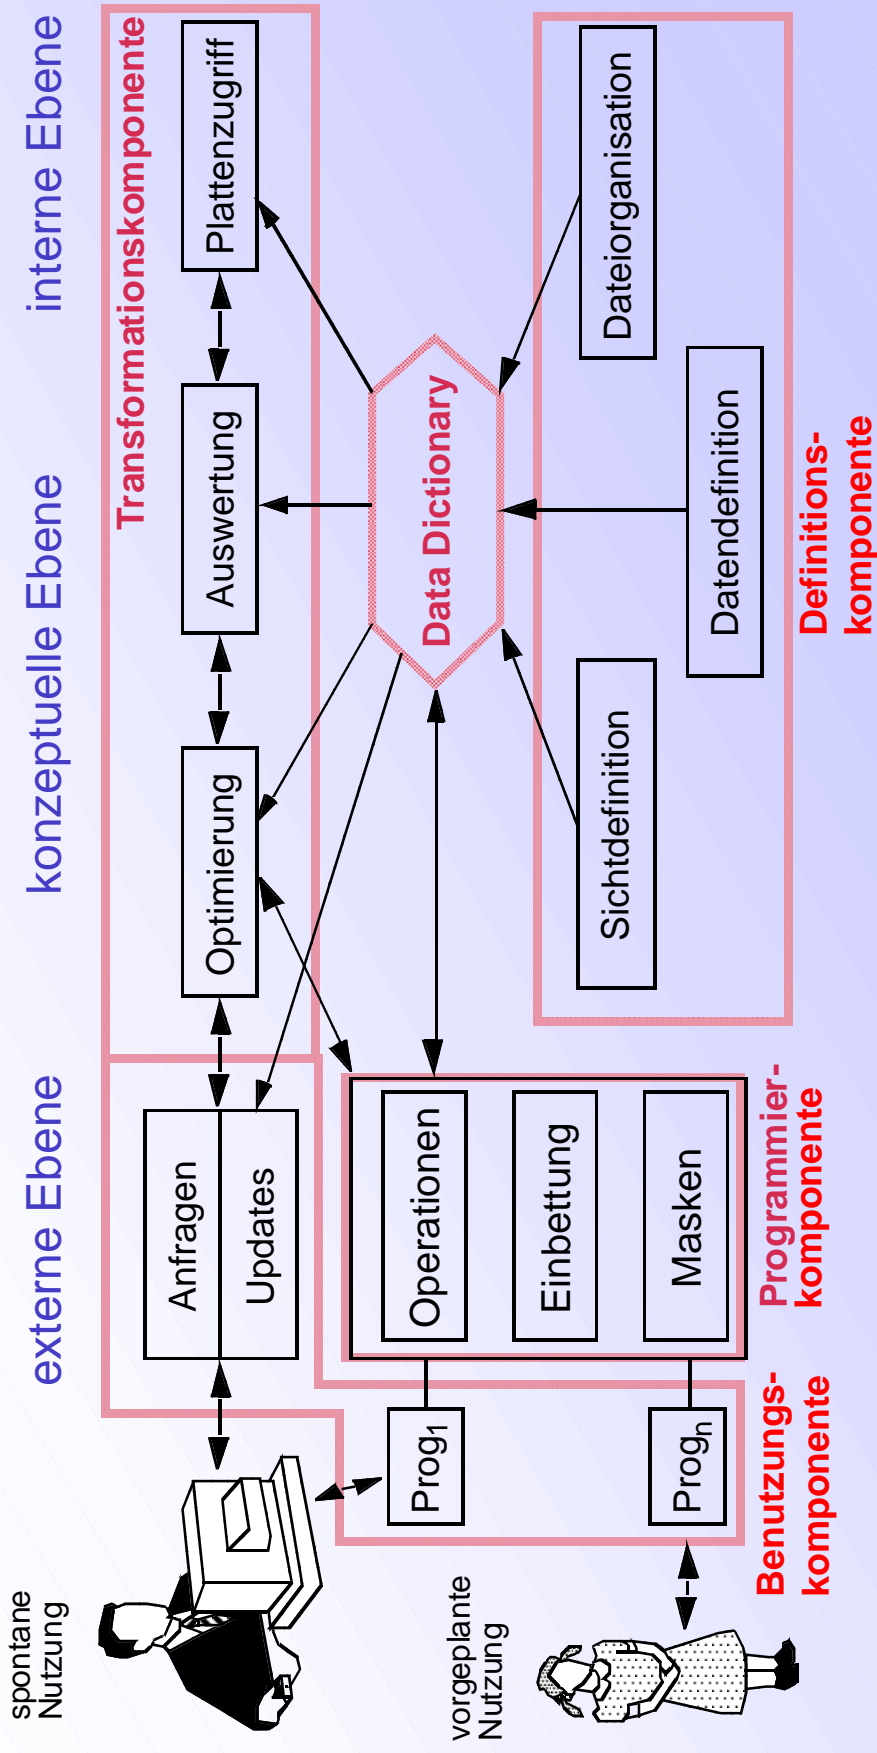 externe Ebene
konzeptuelle Ebene
interne Ebene
spontane
Nutzung
Transformationskomponente
Anfragen
Updates
Optimierung
Auswertung
Plattenzugriff
Prog1
Operationen
Einbettung
Masken
Data Dictionary
vorgeplante
Nutzung
Progn
Sichtdefinition
Dateiorganisation
Datendefinition
Benutzungs-
komponente
Programmier-
komponente
Definitions-
komponente